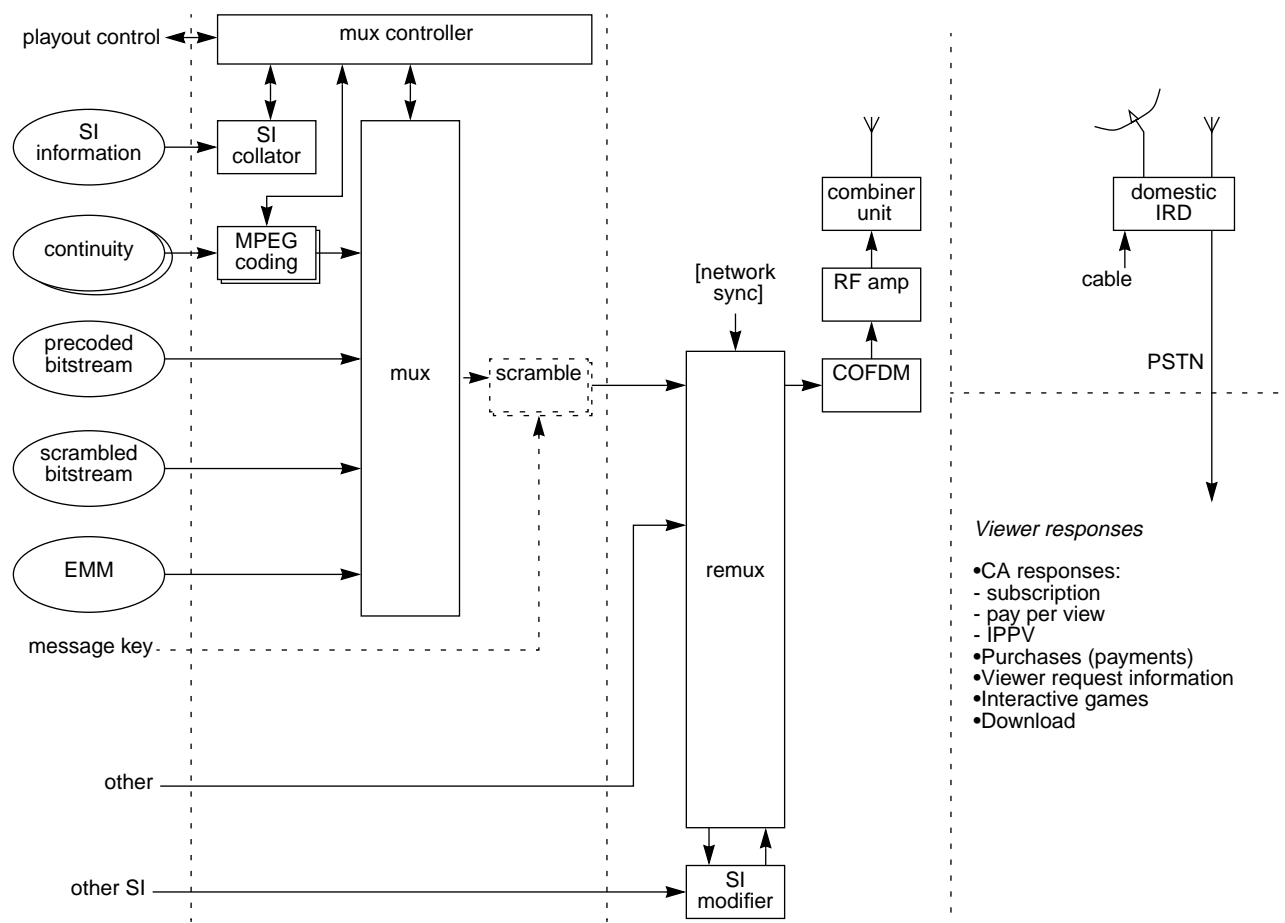 playout control
mux controller
SI
information
SI
collator
continuity
MPEG
coding
precoded
bitstream
mux
scramble
scrambled
bitstream
EMM
message key
other
other SI
[network
sync]
remux
SI
modifier
combiner
unit
RF amp
COFDM
domestic
IRD
cable
PSTN
Viewer responses
•CA responses:
- subscription
- pay per view
- IPPV
•Purchases (payments)
•Viewer request information
•Interactive games
•Download